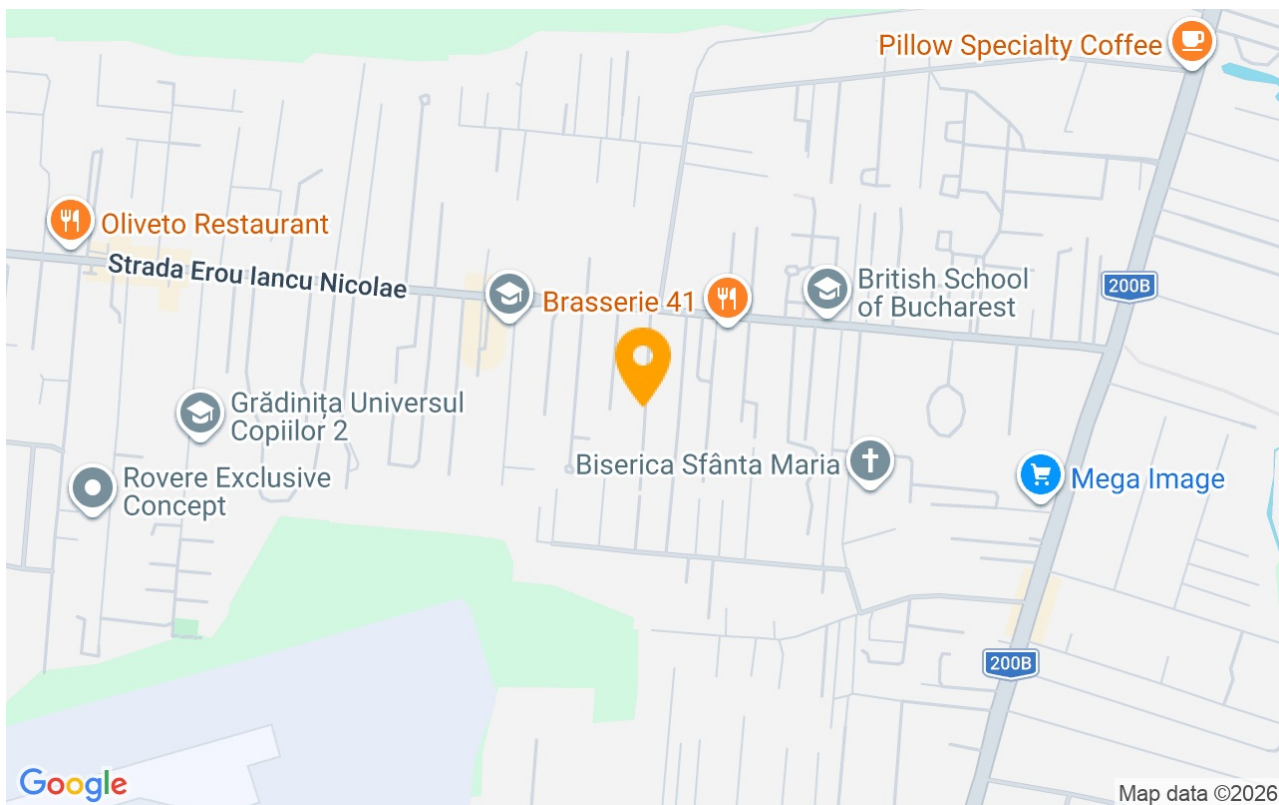 Pillow Specialty Coffee
Oliveto Restaurant
Strada Erou Iancu Nicolae
Brasserie 41
British School
of Bucharest
200B
Grădinița Universul
Copiilor 2
Biserica Sfânta Maria
Rovere Exclusive
Concept
Mega Image
200B
Google
Map data ©2026